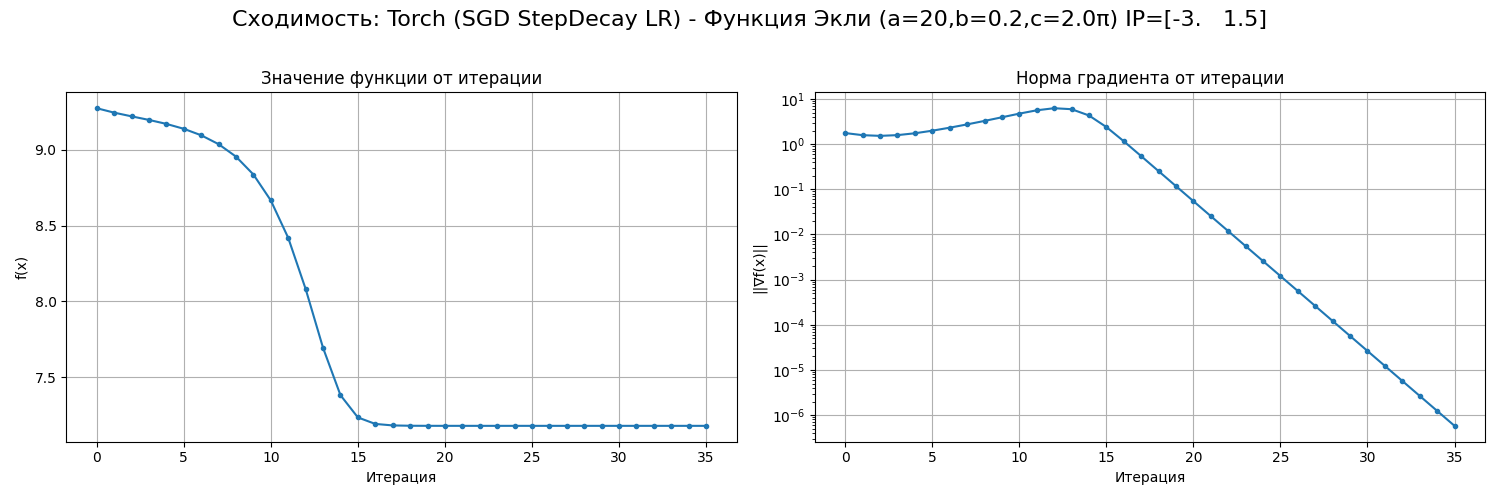 Сходимость: Torch (SGD StepDecay LR) - Функция Экли (a=20,b=0.2,c=2.0π) IP=[-3.   1.5]
Значение функции от итерации
f(x)
9.0
8.5
8.0
7.5
0 5 10 15 20 25 30 35
Итерация
Норма градиента от итерации
||∇f(x)||
10¹
10⁰
10⁻¹
10⁻²
10⁻³
10⁻⁴
10⁻⁵
10⁻⁶
0 5 10 15 20 25 30 35
Итерация